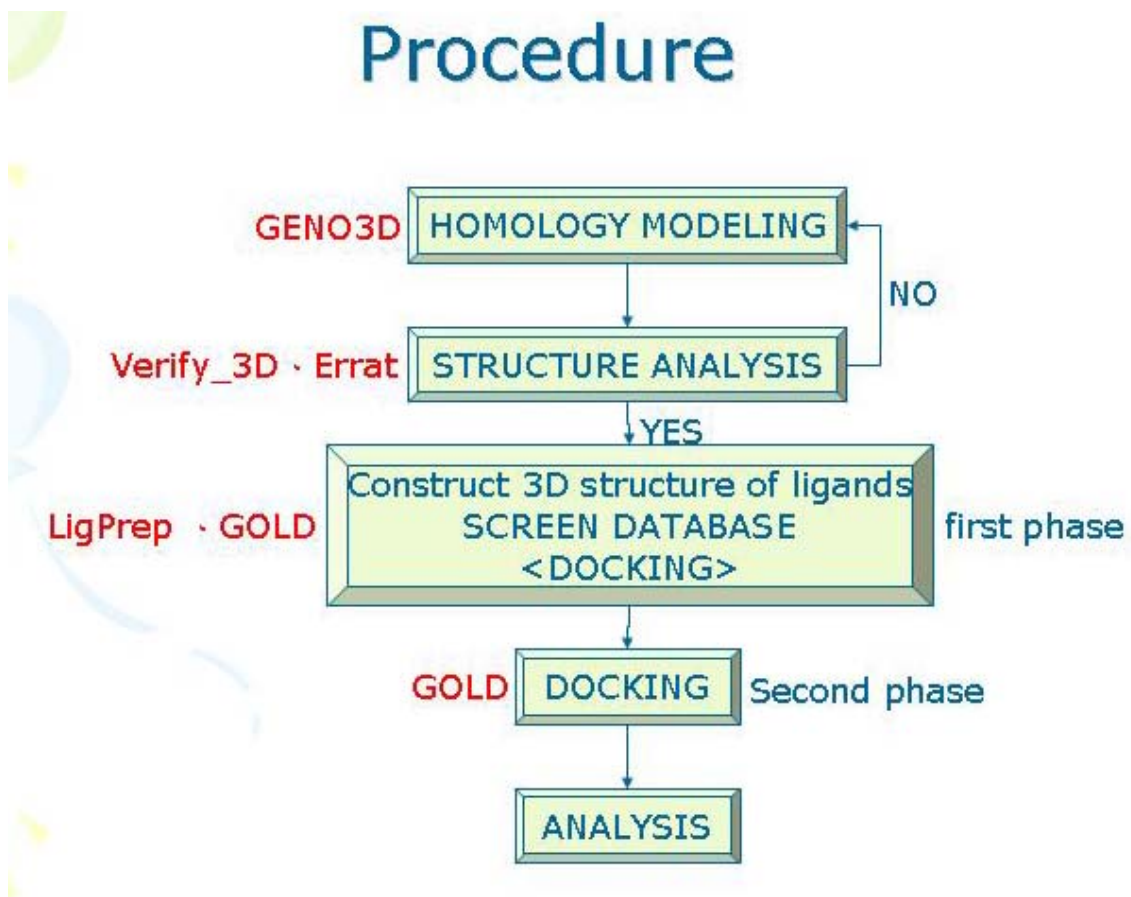 Procedure
GENO3D HOMOLOGY MODELING
NO
Verify_3D、Errat STRUCTURE ANALYSIS
YES
Construct 3D structure of ligands
LigPrep、GOLD SCREEN DATABASE first phase
<DOCKING>
GOLD DOCKING Second phase
ANALYSIS